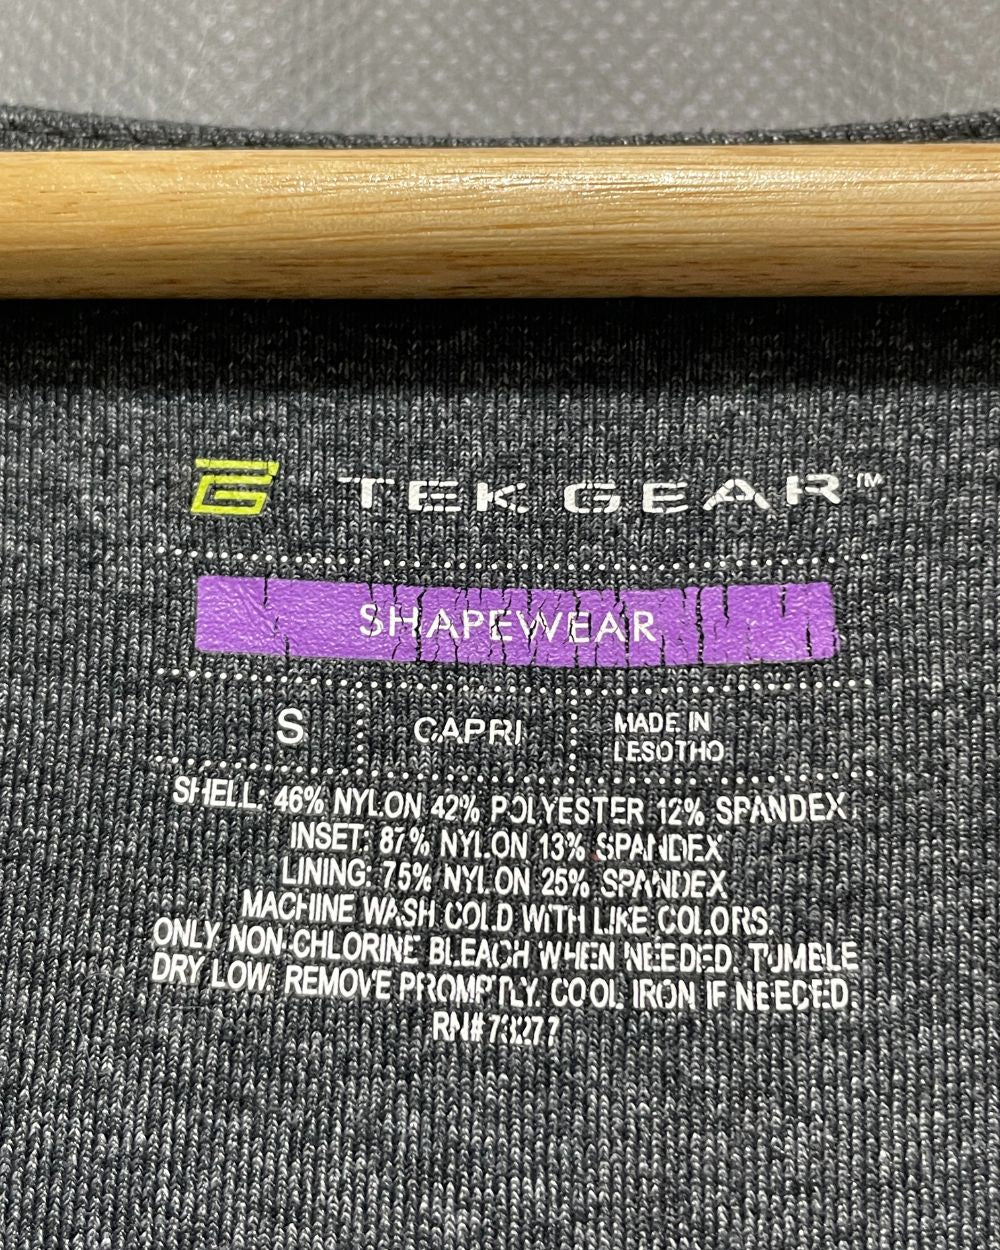 TEK GEAR™
SHAPEWEAR
S
CAPRI
MADE IN
LESOTHO
SHELL: 46% NYLON 42% POLYESTER 12% SPANDEX;
INSET: 87% NYLON 13% SPANDEX
LINING: 75% NYLON 25% SPANDEX
MACHINE WASH COLD WITH LIKE COLORS.
ONLY NON-CHLORINE BLEACH WHEN NEEDED. TUMBLE
DRY LOW. REMOVE PROMPTLY. COOL IRON IF NEEDED.
RN#73277